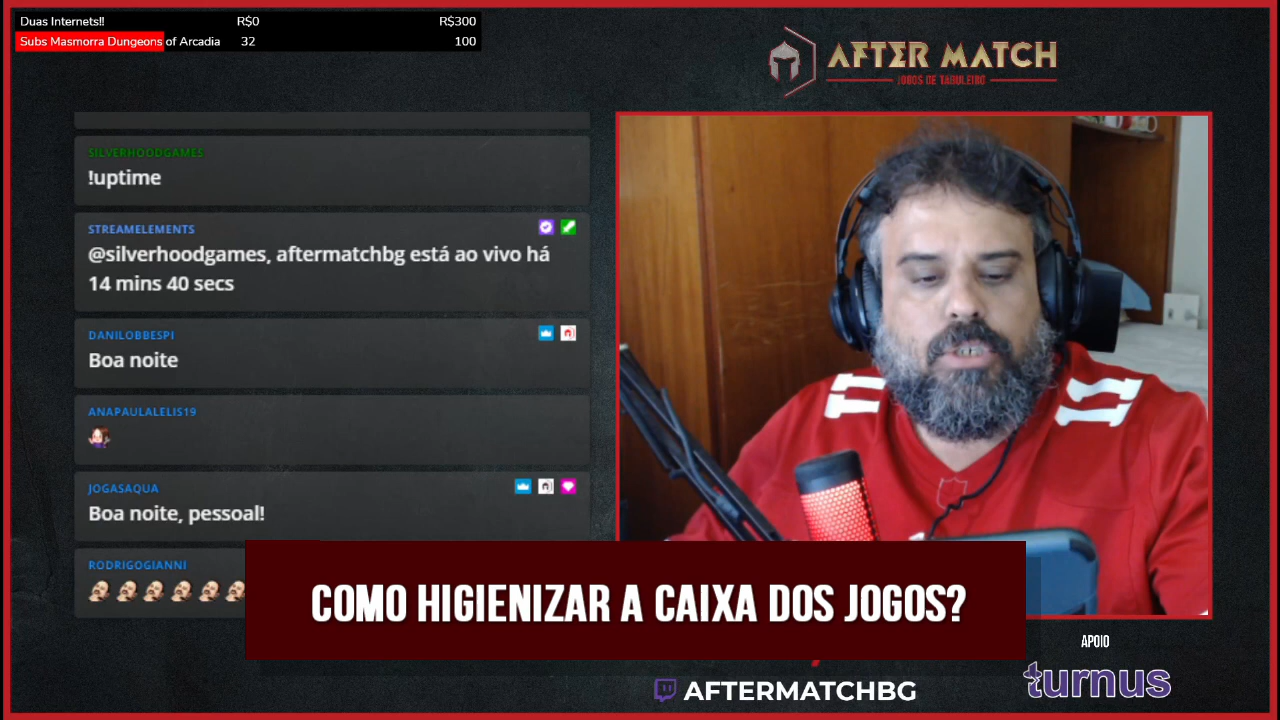 Duas Internets!! R$0 R$300
Subs Masmorra Dungeons of Arcadia 32 100
AFTER MATCH
JOGOS DE TABULEIRO
SILVERHOODGAMES
!uptime
STREAMELEMENTS
@silverhoodgames, aftermatchbg está ao vivo há
14 mins 40 secs
DANILOBBESPI
Boa noite
ANAPAULALELIS19
JOGASAQUA
Boa noite, pessoal!
RODRIGOGIANNI
11 11
COMO HIGIENIZAR A CAIXA DOS JOGOS?
APOIO
turnus
AFTERMATCHBG